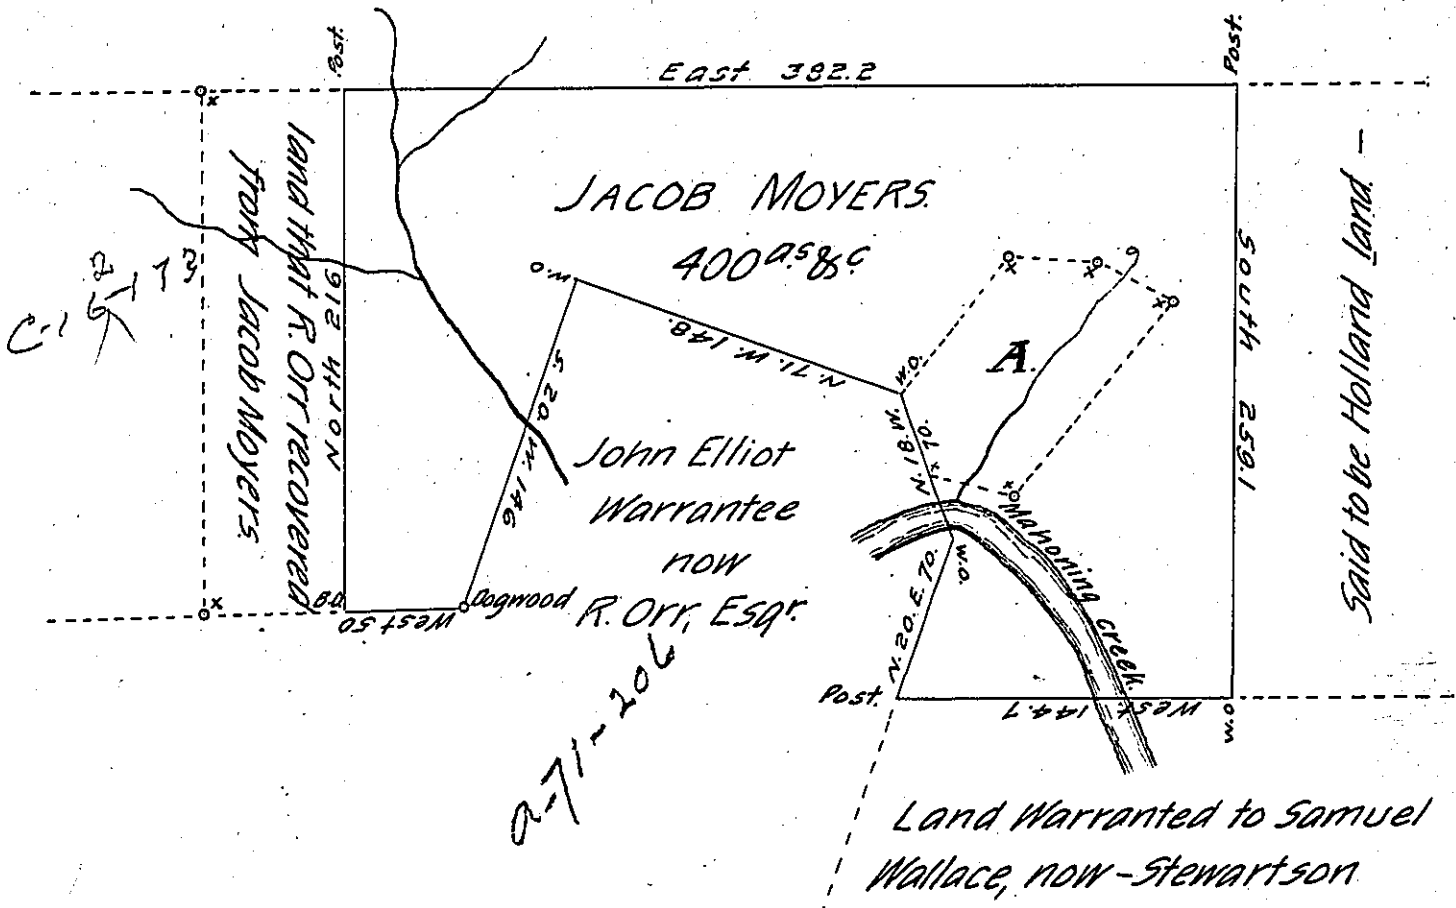 Post.
Post.
East 382.2
JACOB MOYERS.
400 a.s & c
land that R. Orr recovered
from Jacob Moyers.
North 216
C-1 62-173
W.O.
N. 71. W. 148.
S. 20. W. 146
W.O.
N. 18. W. 70.
A.
South 259.1
Said to be Holland Land -
John Elliot
Warrantee
now
R. Orr, Esqr.
B.O.
West 50
Dogwood
Mahoning creek.
W.O.
N. 20. E. 70.
Post.
West 144.7
W.O
a-71-206
Land Warranted to Samuel
Wallace, now - Stewartson